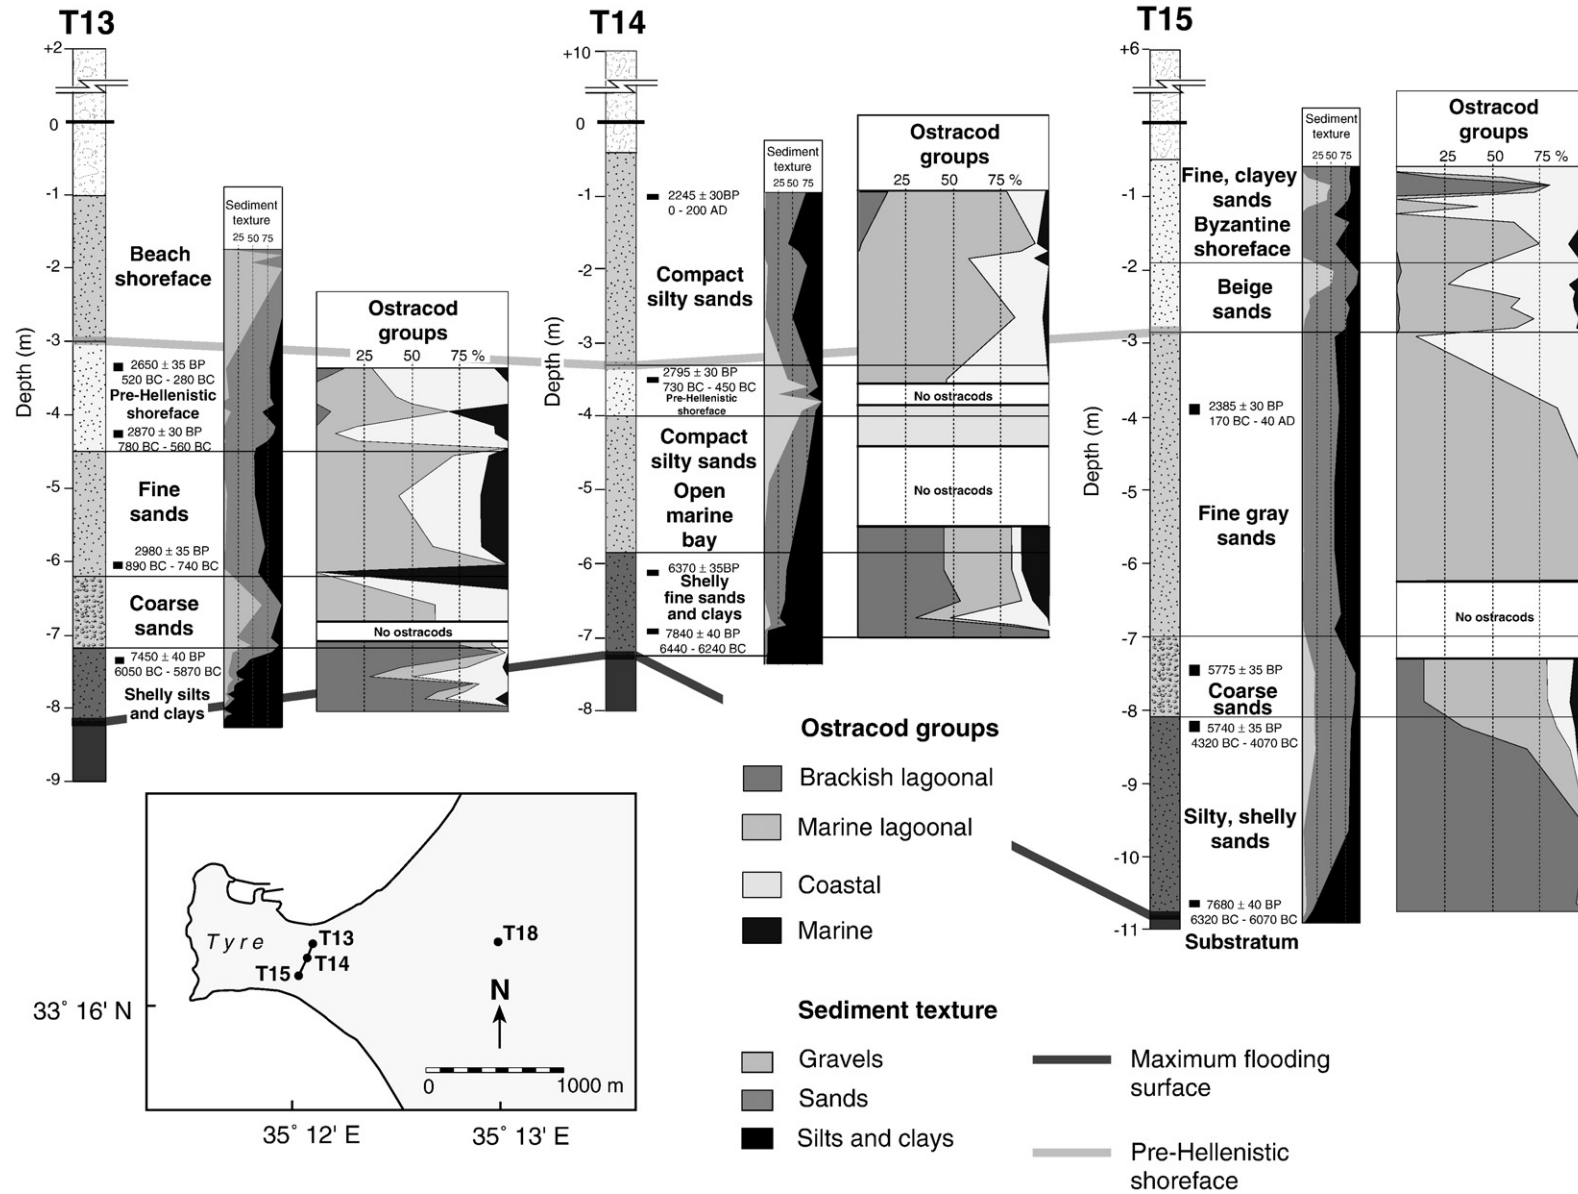 T13
+2
0
-1
-2
-3
-4
-5
-6
-7
-8
-9
Depth (m)
Beach
shoreface
2650 ± 35 BP
520 BC - 280 BC
Pre-Hellenistic
shoreface
2870 ± 30 BP
780 BC - 560 BC
Fine
sands
2980 ± 35 BP
890 BC - 740 BC
Coarse
sands
7450 ± 40 BP
6050 BC - 5870 BC
Shelly silts
and clays
Sediment
texture
25 50 75
Ostracod
groups
25 50 75 %
No ostracods
T14
+10
0
-1
-2
-3
-4
-5
-6
-7
-8
Depth (m)
2245 ± 30BP
0 - 200 AD
Compact
silty sands
2795 ± 30 BP
730 BC - 450 BC
Pre-Hellenistic
shoreface
Compact
silty sands
Open
marine
bay
6370 ± 35BP
Shelly
fine sands
and clays
7840 ± 40 BP
6440 - 6240 BC
Sediment
texture
25 50 75
Ostracod
groups
25 50 75 %
No ostracods
No ostracods
T15
+6
-1
-2
-3
-4
-5
-6
-7
-8
-9
-10
-11
Depth (m)
Fine, clayey
sands
Byzantine
shoreface
Beige
sands
2385 ± 30 BP
170 BC - 40 AD
Fine gray
sands
5775 ± 35 BP
Coarse
sands
5740 ± 35 BP
4320 BC - 4070 BC
Silty, shelly
sands
7680 ± 40 BP
6320 BC - 6070 BC
Substratum
Sediment
texture
25 50 75
Ostracod
groups
25 50 75 %
No ostracods
Tyre
T13
T14
T15
T18
N
0 1000 m
33° 16' N
35° 12' E
35° 13' E
Ostracod groups
Brackish lagoonal
Marine lagoonal
Coastal
Marine
Sediment texture
Gravels
Sands
Silts and clays
Maximum flooding
surface
Pre-Hellenistic
shoreface